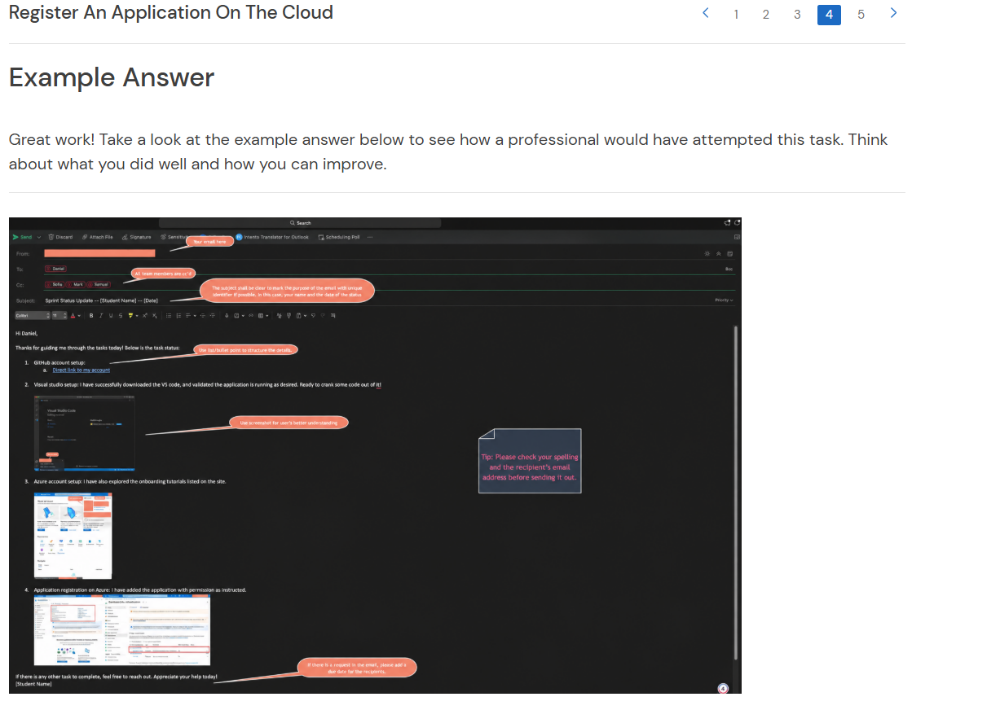 Register An Application On The Cloud
1 2 3 4 5
Example Answer
Great work! Take a look at the example answer below to see how a professional would have attempted this task. Think
about what you did well and how you can improve.
Search
Send Discard Attach File Signature Sensitivity Intento Translator for Outlook Scheduling Poll
Your email here
From:
To: Daniel Bcc
All team members are cc'd
Cc: Sofia Mark Samuel
The subject shall be clear to mark the purpose of the email with unique
identifier if possible. In this case, your name and the date of the status
Subject: Sprint Status Update -- [Student Name] -- [Date] Priority
Calibri 11
Hi Daniel,
Thanks for guiding me through the tasks today! Below is the task status:
Use list/bullet point to structure the details.
1. GitHub account setup:
a. Direct link to my account
2. Visual studio setup: I have successfully downloaded the VS code, and validated the application is running as desired. Ready to crank some code out of it!
Visual Studio Code
Use screenshot for user's better understanding
Tip: Please check your spelling
and the recipient's email
address before sending it out.
3. Azure account setup: I have also explored the onboarding tutorials listed on the site.
4. Application registration on Azure: I have added the application with permission as instructed.
If there is a request in the email, please add a
due date for the recipients.
If there is any other task to complete, feel free to reach out. Appreciate your help today!
[Student Name]
4